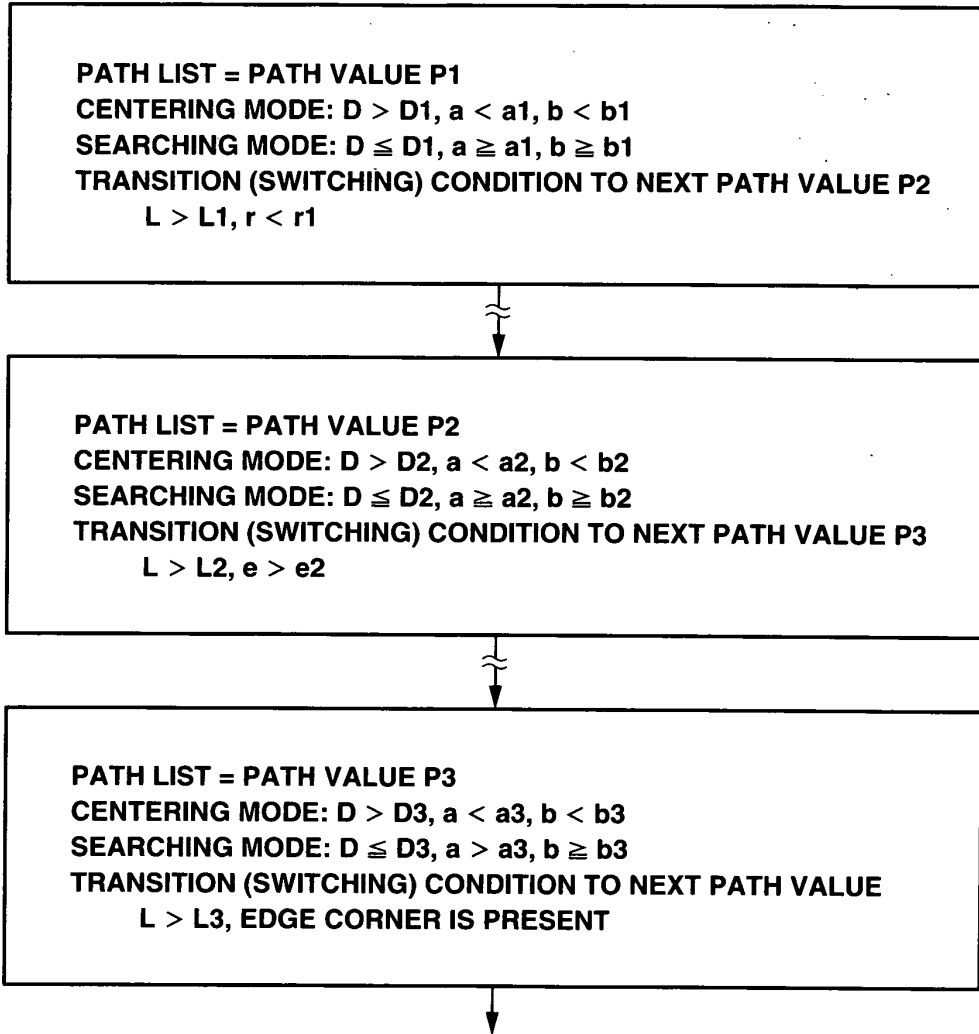 PATH LIST = PATH VALUE P1
CENTERING MODE: D > D1, a < a1, b < b1
SEARCHING MODE: D ≦ D1, a ≧ a1, b ≧ b1
TRANSITION (SWITCHING) CONDITION TO NEXT PATH VALUE P2
L > L1, r < r1
PATH LIST = PATH VALUE P2
CENTERING MODE: D > D2, a < a2, b < b2
SEARCHING MODE: D ≦ D2, a ≧ a2, b ≧ b2
TRANSITION (SWITCHING) CONDITION TO NEXT PATH VALUE P3
L > L2, e > e2
PATH LIST = PATH VALUE P3
CENTERING MODE: D > D3, a < a3, b < b3
SEARCHING MODE: D ≦ D3, a > a3, b ≧ b3
TRANSITION (SWITCHING) CONDITION TO NEXT PATH VALUE
L > L3, EDGE CORNER IS PRESENT